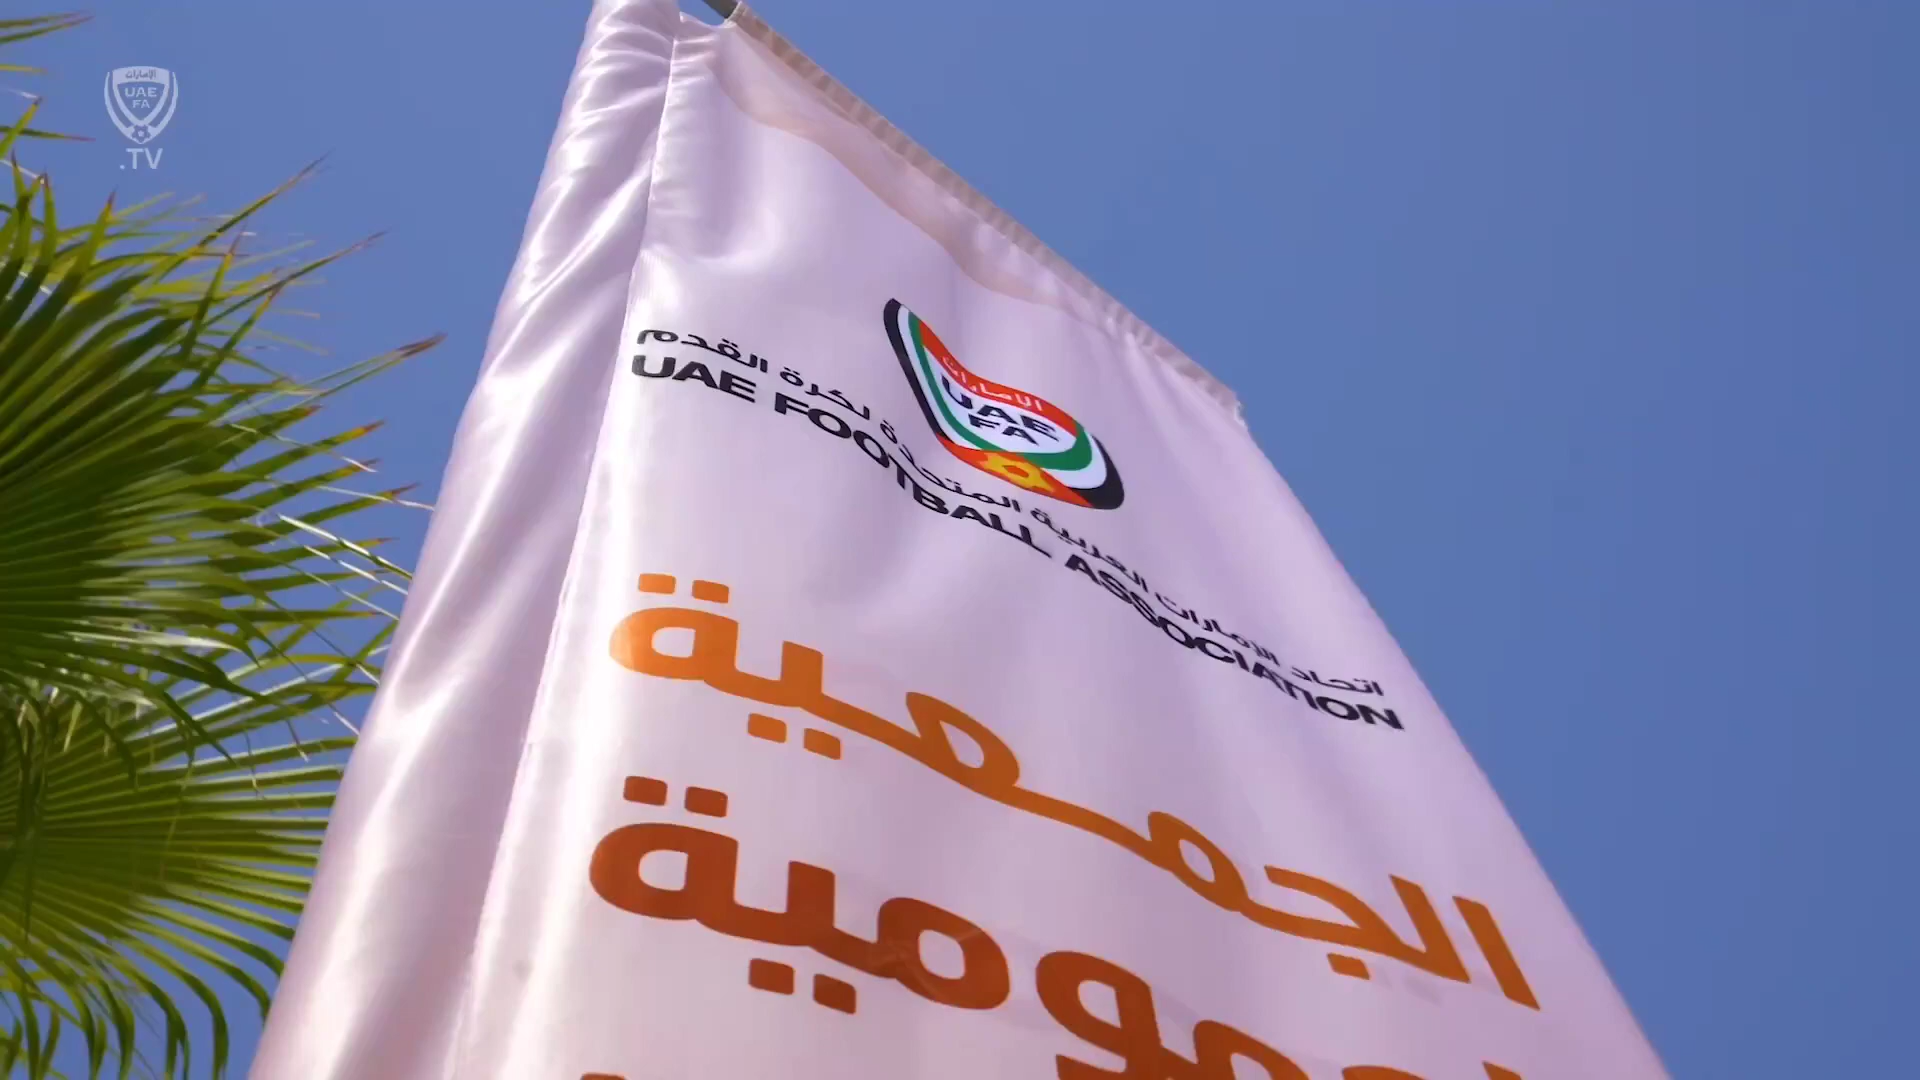 الإمارات
UAE
FA
.TV
الإمارات
UAE
FA
اتحاد الإمارات العربية المتحدة لكرة القدم
UAE FOOTBALL ASSOCIATION
الجمعية
العمومية